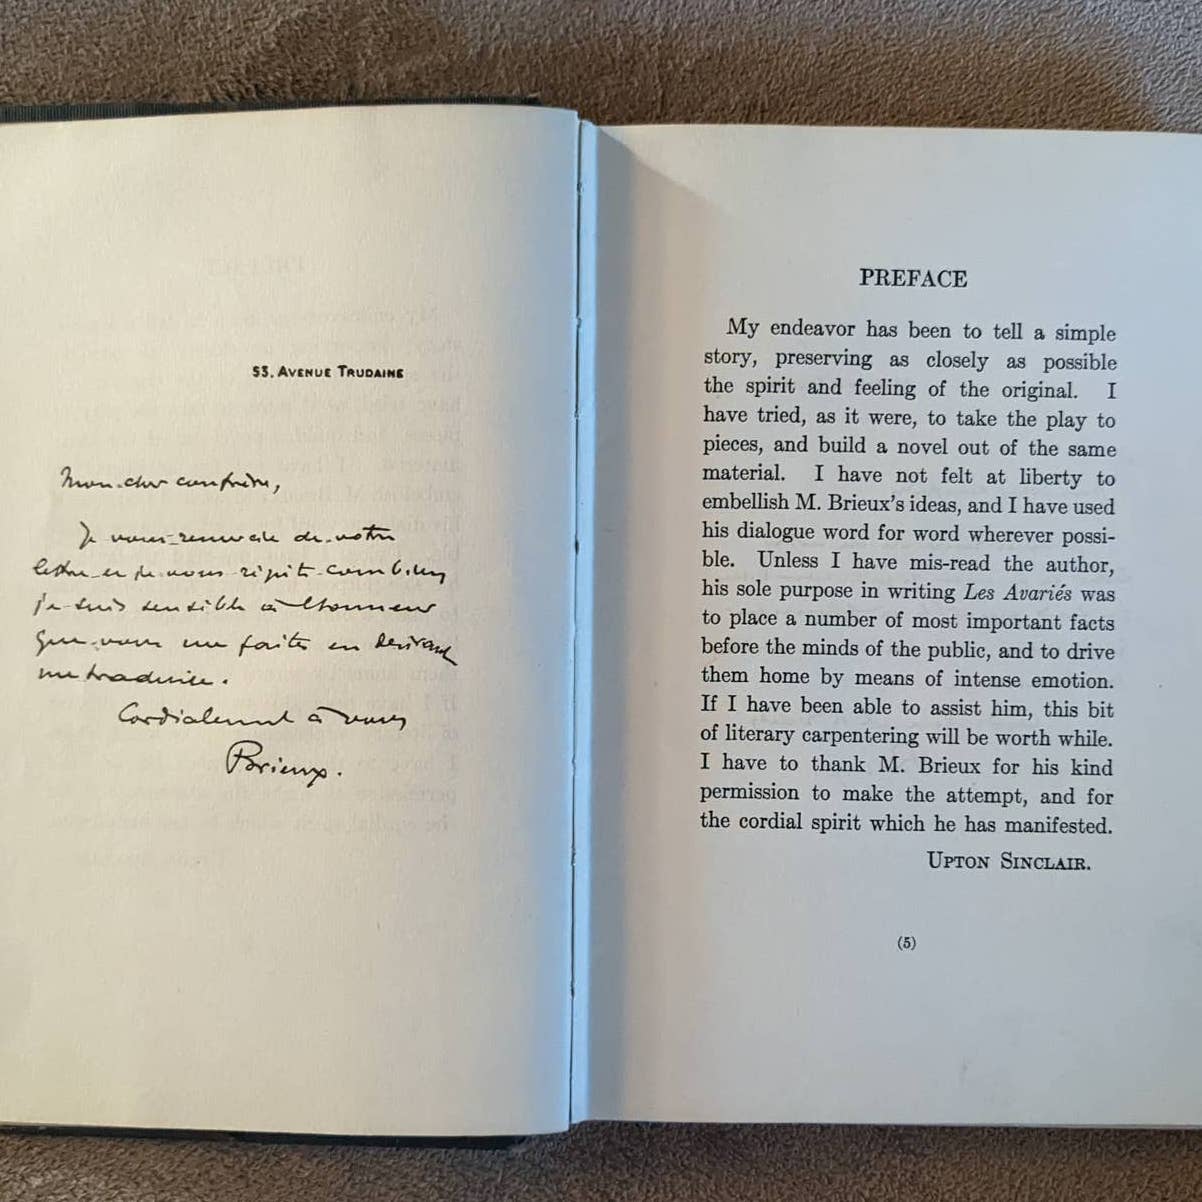 53, AVENUE TRUDAINE
Mon cher confrère,
Je vous remercie de votre
lettre et je vous répète combien
je suis sensible à l'honneur
que vous me faites en desirant
me traduire.
Cordialement à vous
Brieux.
PREFACE
My endeavor has been to tell a simple
story, preserving as closely as possible
the spirit and feeling of the original. I
have tried, as it were, to take the play to
pieces, and build a novel out of the same
material. I have not felt at liberty to
embellish M. Brieux's ideas, and I have used
his dialogue word for word wherever possi-
ble. Unless I have mis-read the author,
his sole purpose in writing Les Avariés was
to place a number of most important facts
before the minds of the public, and to drive
them home by means of intense emotion.
If I have been able to assist him, this bit
of literary carpentering will be worth while.
I have to thank M. Brieux for his kind
permission to make the attempt, and for
the cordial spirit which he has manifested.
UPTON SINCLAIR.
(5)